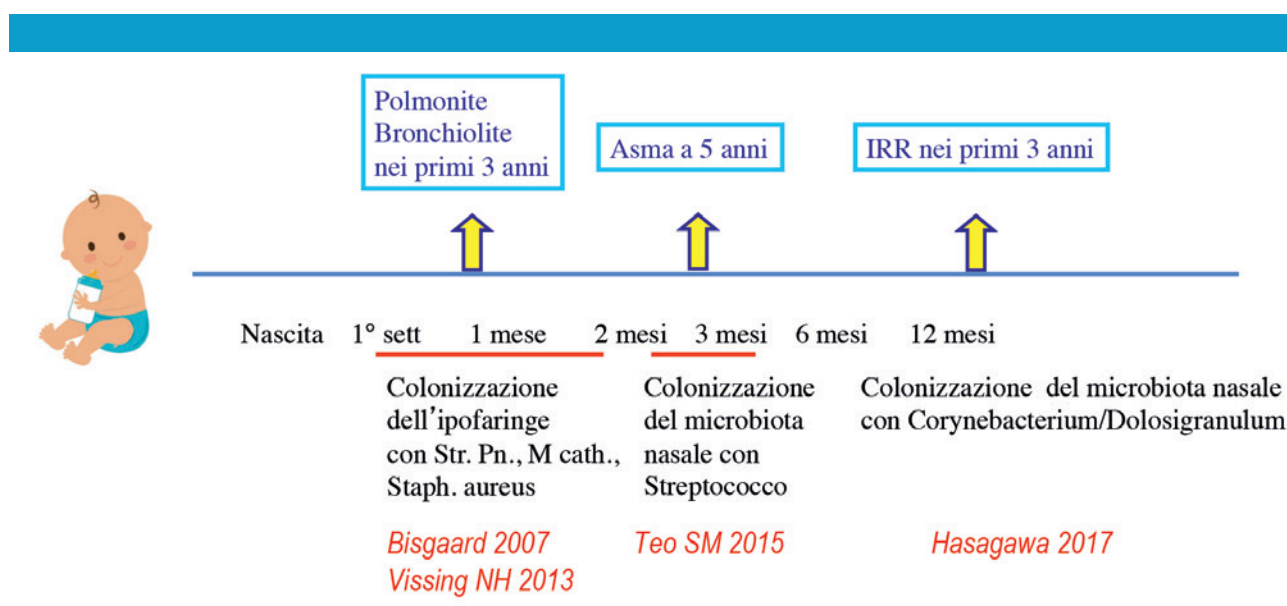 Polmonite
Bronchiolite
nei primi 3 anni
Asma a 5 anni
IRR nei primi 3 anni
Nascita 1° sett 1 mese 2 mesi 3 mesi 6 mesi 12 mesi
Colonizzazione
dell’ipofaringe
con Str. Pn., M cath.,
Staph. aureus
Bisgaard 2007
Vissing NH 2013
Colonizzazione
del microbiota
nasale con
Streptococco
Teo SM 2015
Colonizzazione del microbiota nasale
con Corynebacterium/Dolosigranulum
Hasagawa 2017